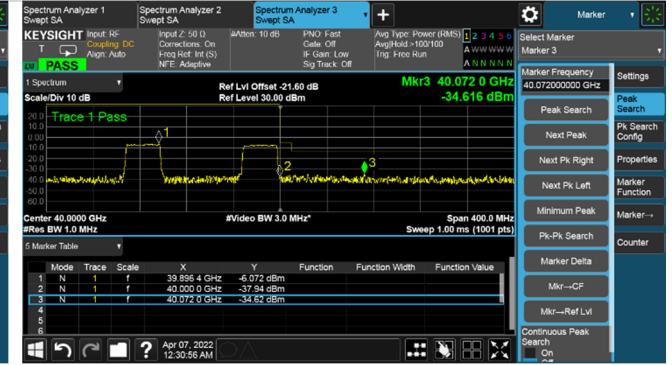 Spectrum Analyzer 1
Swept SA
Spectrum Analyzer 2
Swept SA
Spectrum Analyzer 3
Swept SA
Marker
KEYSIGHT
Input: RF
Coupling: DC
Align: Auto
Input Z: 50 Ω
Corrections: On
Freq Ref: Int (S)
NFE: Adaptive
#Atten: 10 dB
PNO: Fast
Gate: Off
IF Gain: Low
Sig Track: Off
Avg Type: Power (RMS)
Avg|Hold:>100/100
Trig: Free Run
1 2 3 4 5 6
A W W W W W
A N N N N N
T
PASS
Select Marker
Marker 3
1 Spectrum
Scale/Div 10 dB
Ref Lvl Offset -21.60 dB
Ref Level 30.00 dBm
Mkr3 40.072 0 GHz
-34.616 dBm
Trace 1 Pass
20.0
10.0
0.00
-10.0
-20.0
-30.0
-40.0
-50.0
-60.0
1
2
3
Center 40.0000 GHz
#Res BW 1.0 MHz
#Video BW 3.0 MHz*
Span 400.0 MHz
Sweep 1.00 ms (1001 pts)
5 Marker Table
Mode Trace Scale X Y Function Function Width Function Value
1 N 1 f 39.896 4 GHz -6.072 dBm
2 N 1 f 40.000 0 GHz -37.94 dBm
3 N 1 f 40.072 0 GHz -34.62 dBm
4
5
6
Apr 07, 2022
12:30:56 AM
Marker Frequency
40.072000000 GHz
Peak Search
Next Peak
Next Pk Right
Next Pk Left
Minimum Peak
Pk-Pk Search
Marker Delta
Mkr→CF
Mkr→Ref Lvl
Continuous Peak
Search
On
Settings
Peak
Search
Pk Search
Config
Properties
Marker
Function
Marker→
Counter